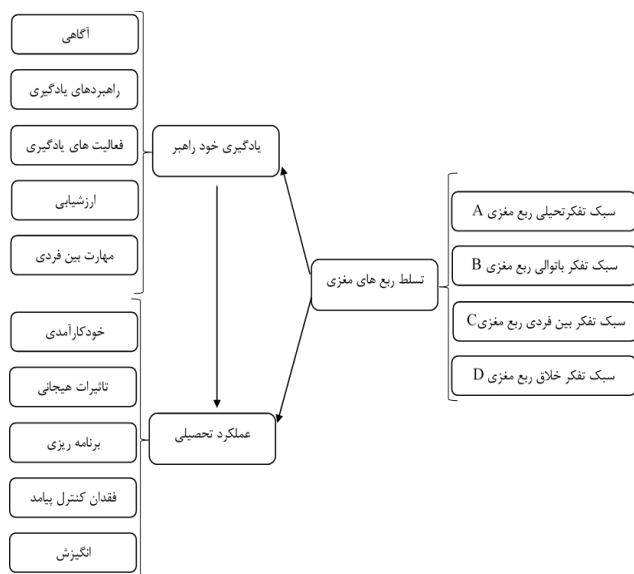 آگاهی
راهبردهای یادگیری
فعالیت های یادگیری
ارزشیابی
مهارت بین فردی
یادگیری خود راهبر
تسلط ربع های مغزی
سبک تفکرتحیلی ربع مغزی A
سبک تفکر باتوالی ربع مغزی B
سبک تفکر بین فردی ربع مغزیC
سبک تفکر خلاق ربع مغزی D
خودکارآمدی
تاثیرات هیجانی
برنامه ریزی
فقدان کنترل پیامد
انگیزش
عملکرد تحصیلی